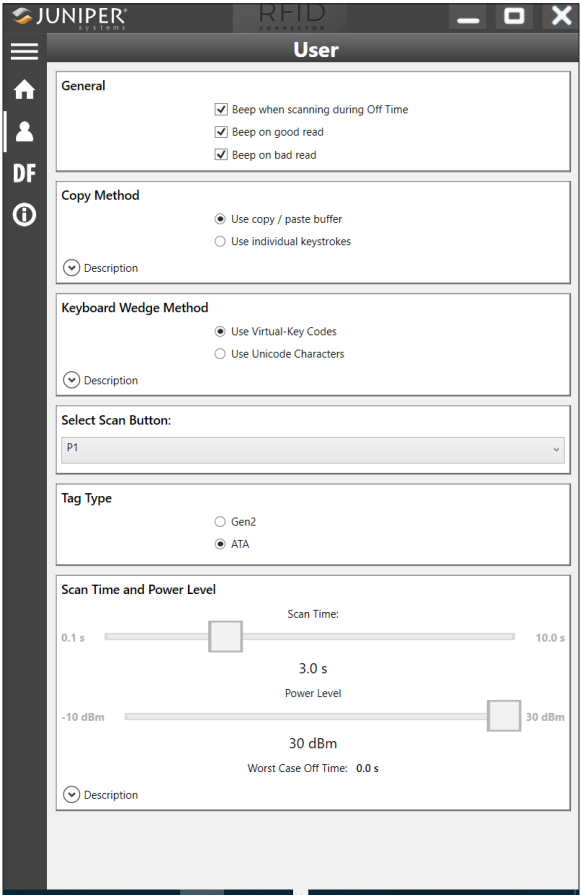 JUNIPER®
systems
RFID
CONNECTOR
User
General
Beep when scanning during Off Time
Beep on good read
Beep on bad read
DF
Copy Method
Use copy / paste buffer
Use individual keystrokes
Description
Keyboard Wedge Method
Use Virtual-Key Codes
Use Unicode Characters
Description
Select Scan Button:
P1
Tag Type
Gen2
ATA
Scan Time and Power Level
Scan Time:
0.1 s 10.0 s
3.0 s
Power Level
-10 dBm 30 dBm
30 dBm
Worst Case Off Time: 0.0 s
Description